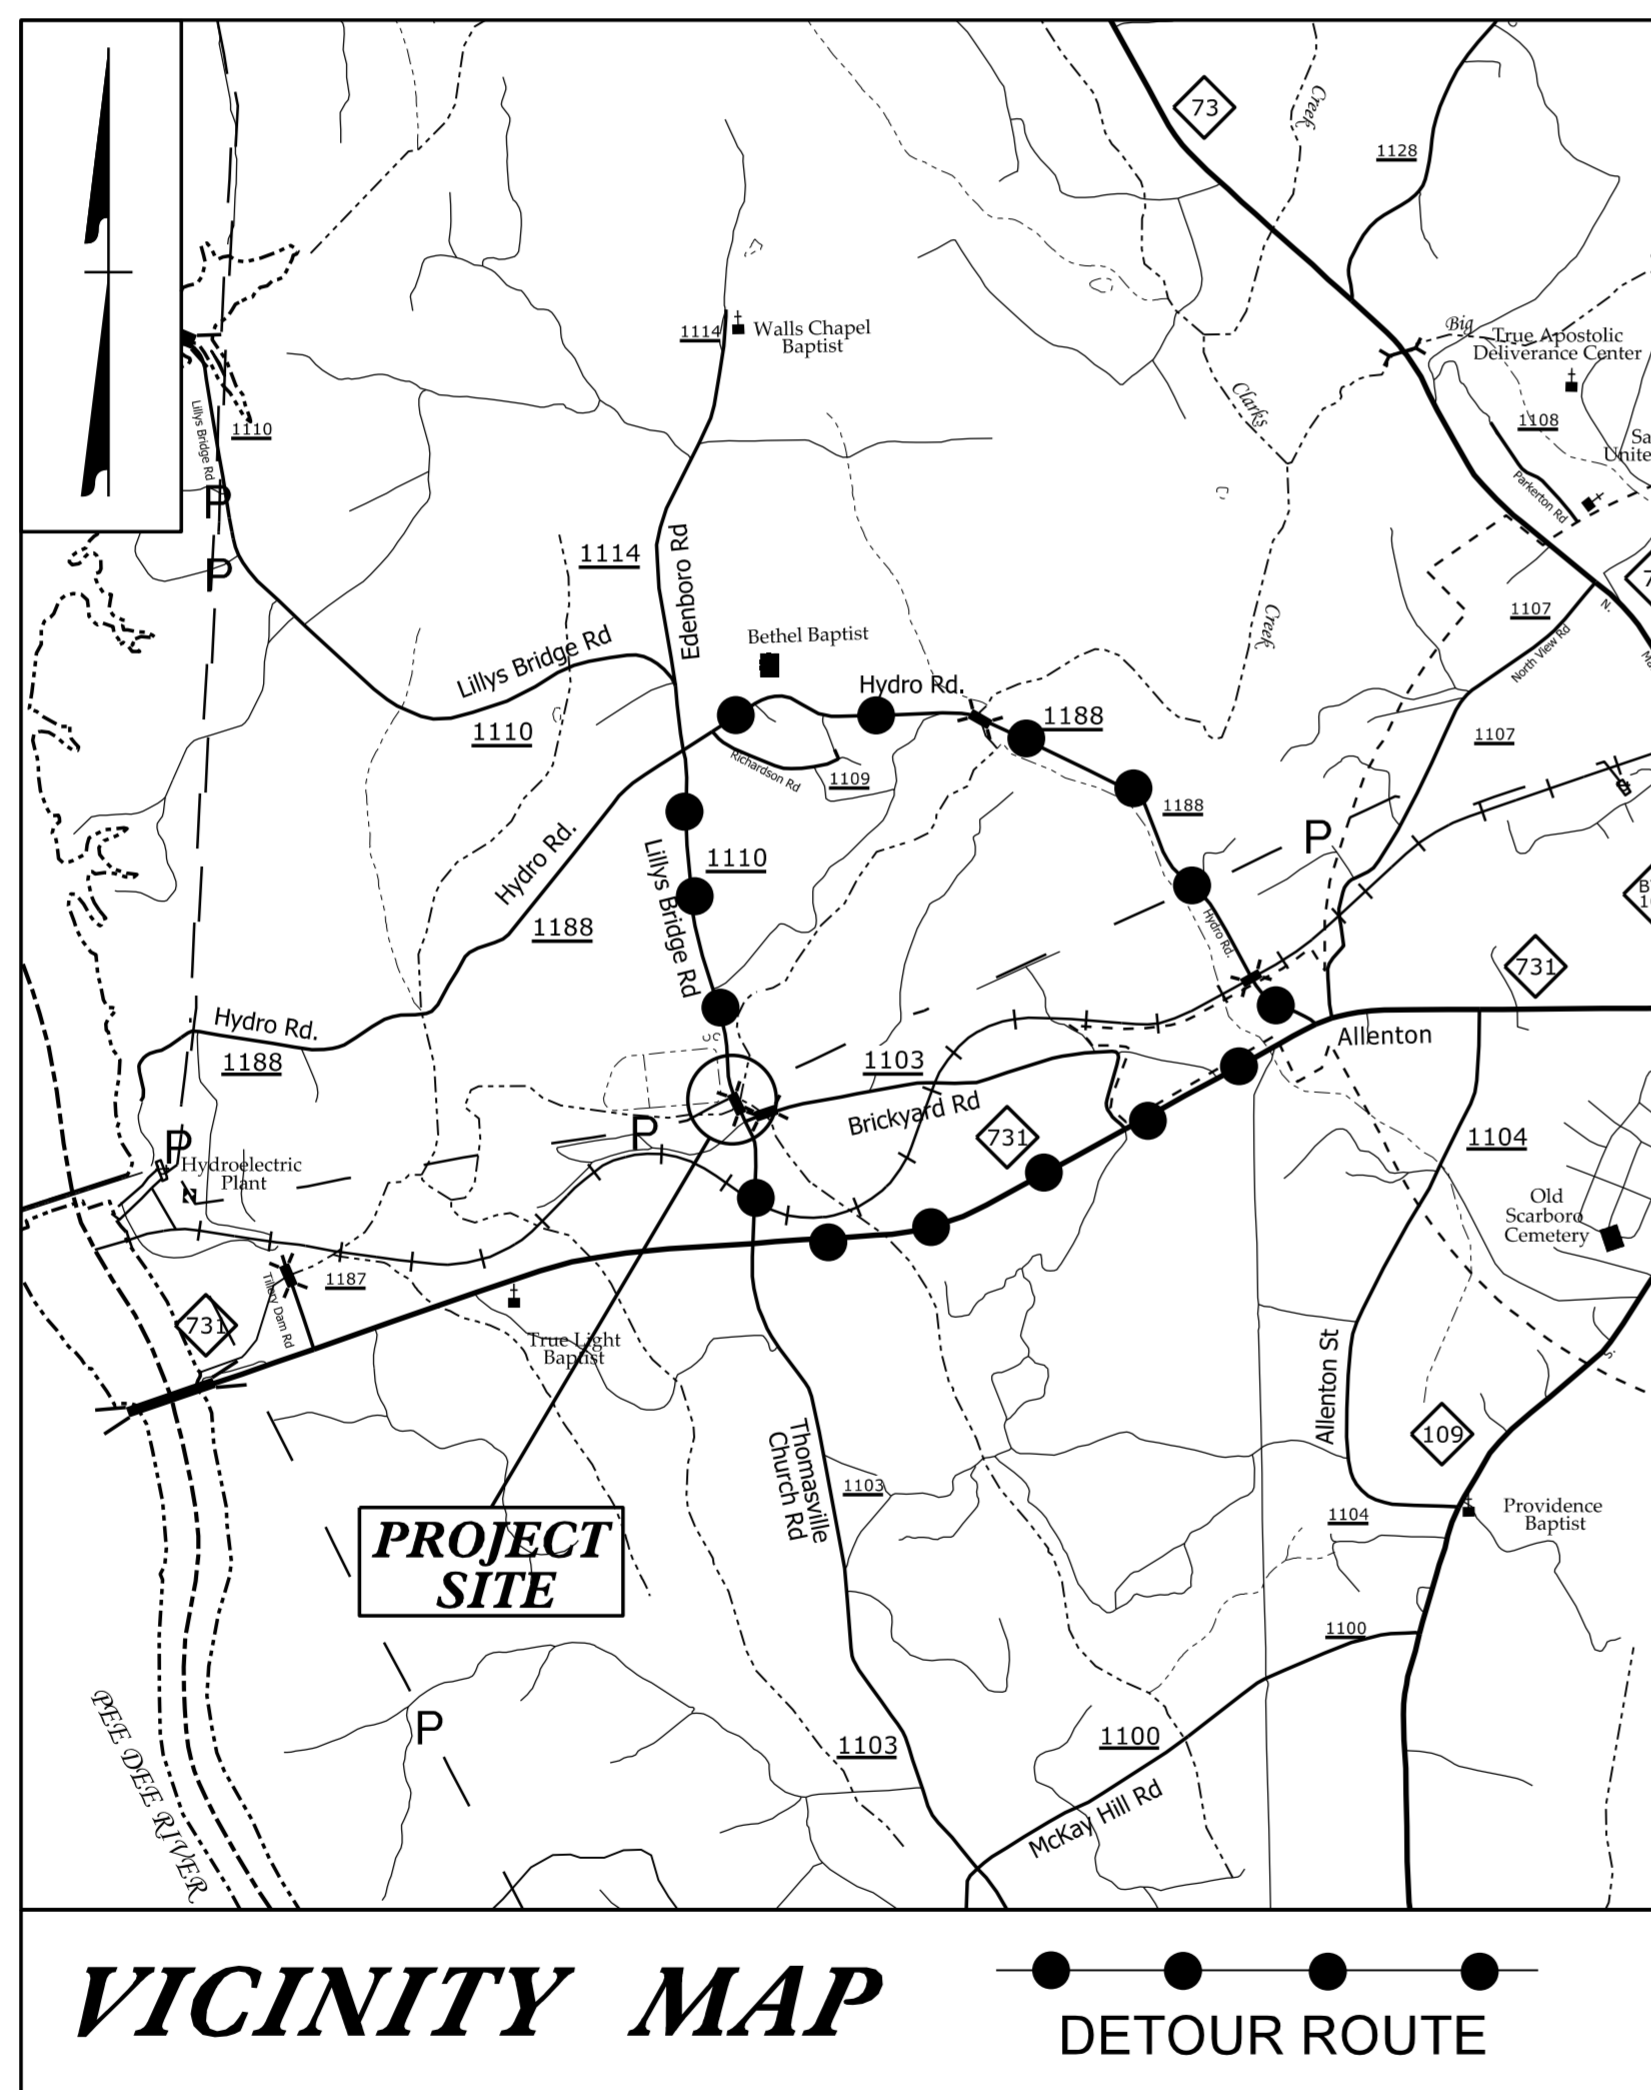 73
Creek
1128
Walls Chapel
Baptist
1114
Big
True Apostolic
Deliverance Center
Clarks
Lillys Bridge Rd
1110
1108
Sa
Unite
P
Parkerton Rd
P
1114
Edenboro Rd
7
Creek
1107
N.
North View Rd
Bethel Baptist
Lillys Bridge Rd
Hydro Rd.
1110
1188
1107
Richardson Rd
1109
1188
P
Hydro Rd.
Lillys Bridge Rd
1110
1188
Hydro Rd.
731
Hydro Rd.
Allenton
1188
1103
Brickyard Rd
P
731
1104
P
Hydroelectric
Plant
Old
Scarboro
Cemetery
1187
Tillery Dam Rd
731
True Light
Baptist
S.
Allenton St
109
Thomasville
Church Rd
1103
1104
Providence
Baptist
PROJECT
SITE
1100
P
PEE DEE RIVER
1103
1100
McKay Hill Rd
VICINITY MAP
DETOUR ROUTE